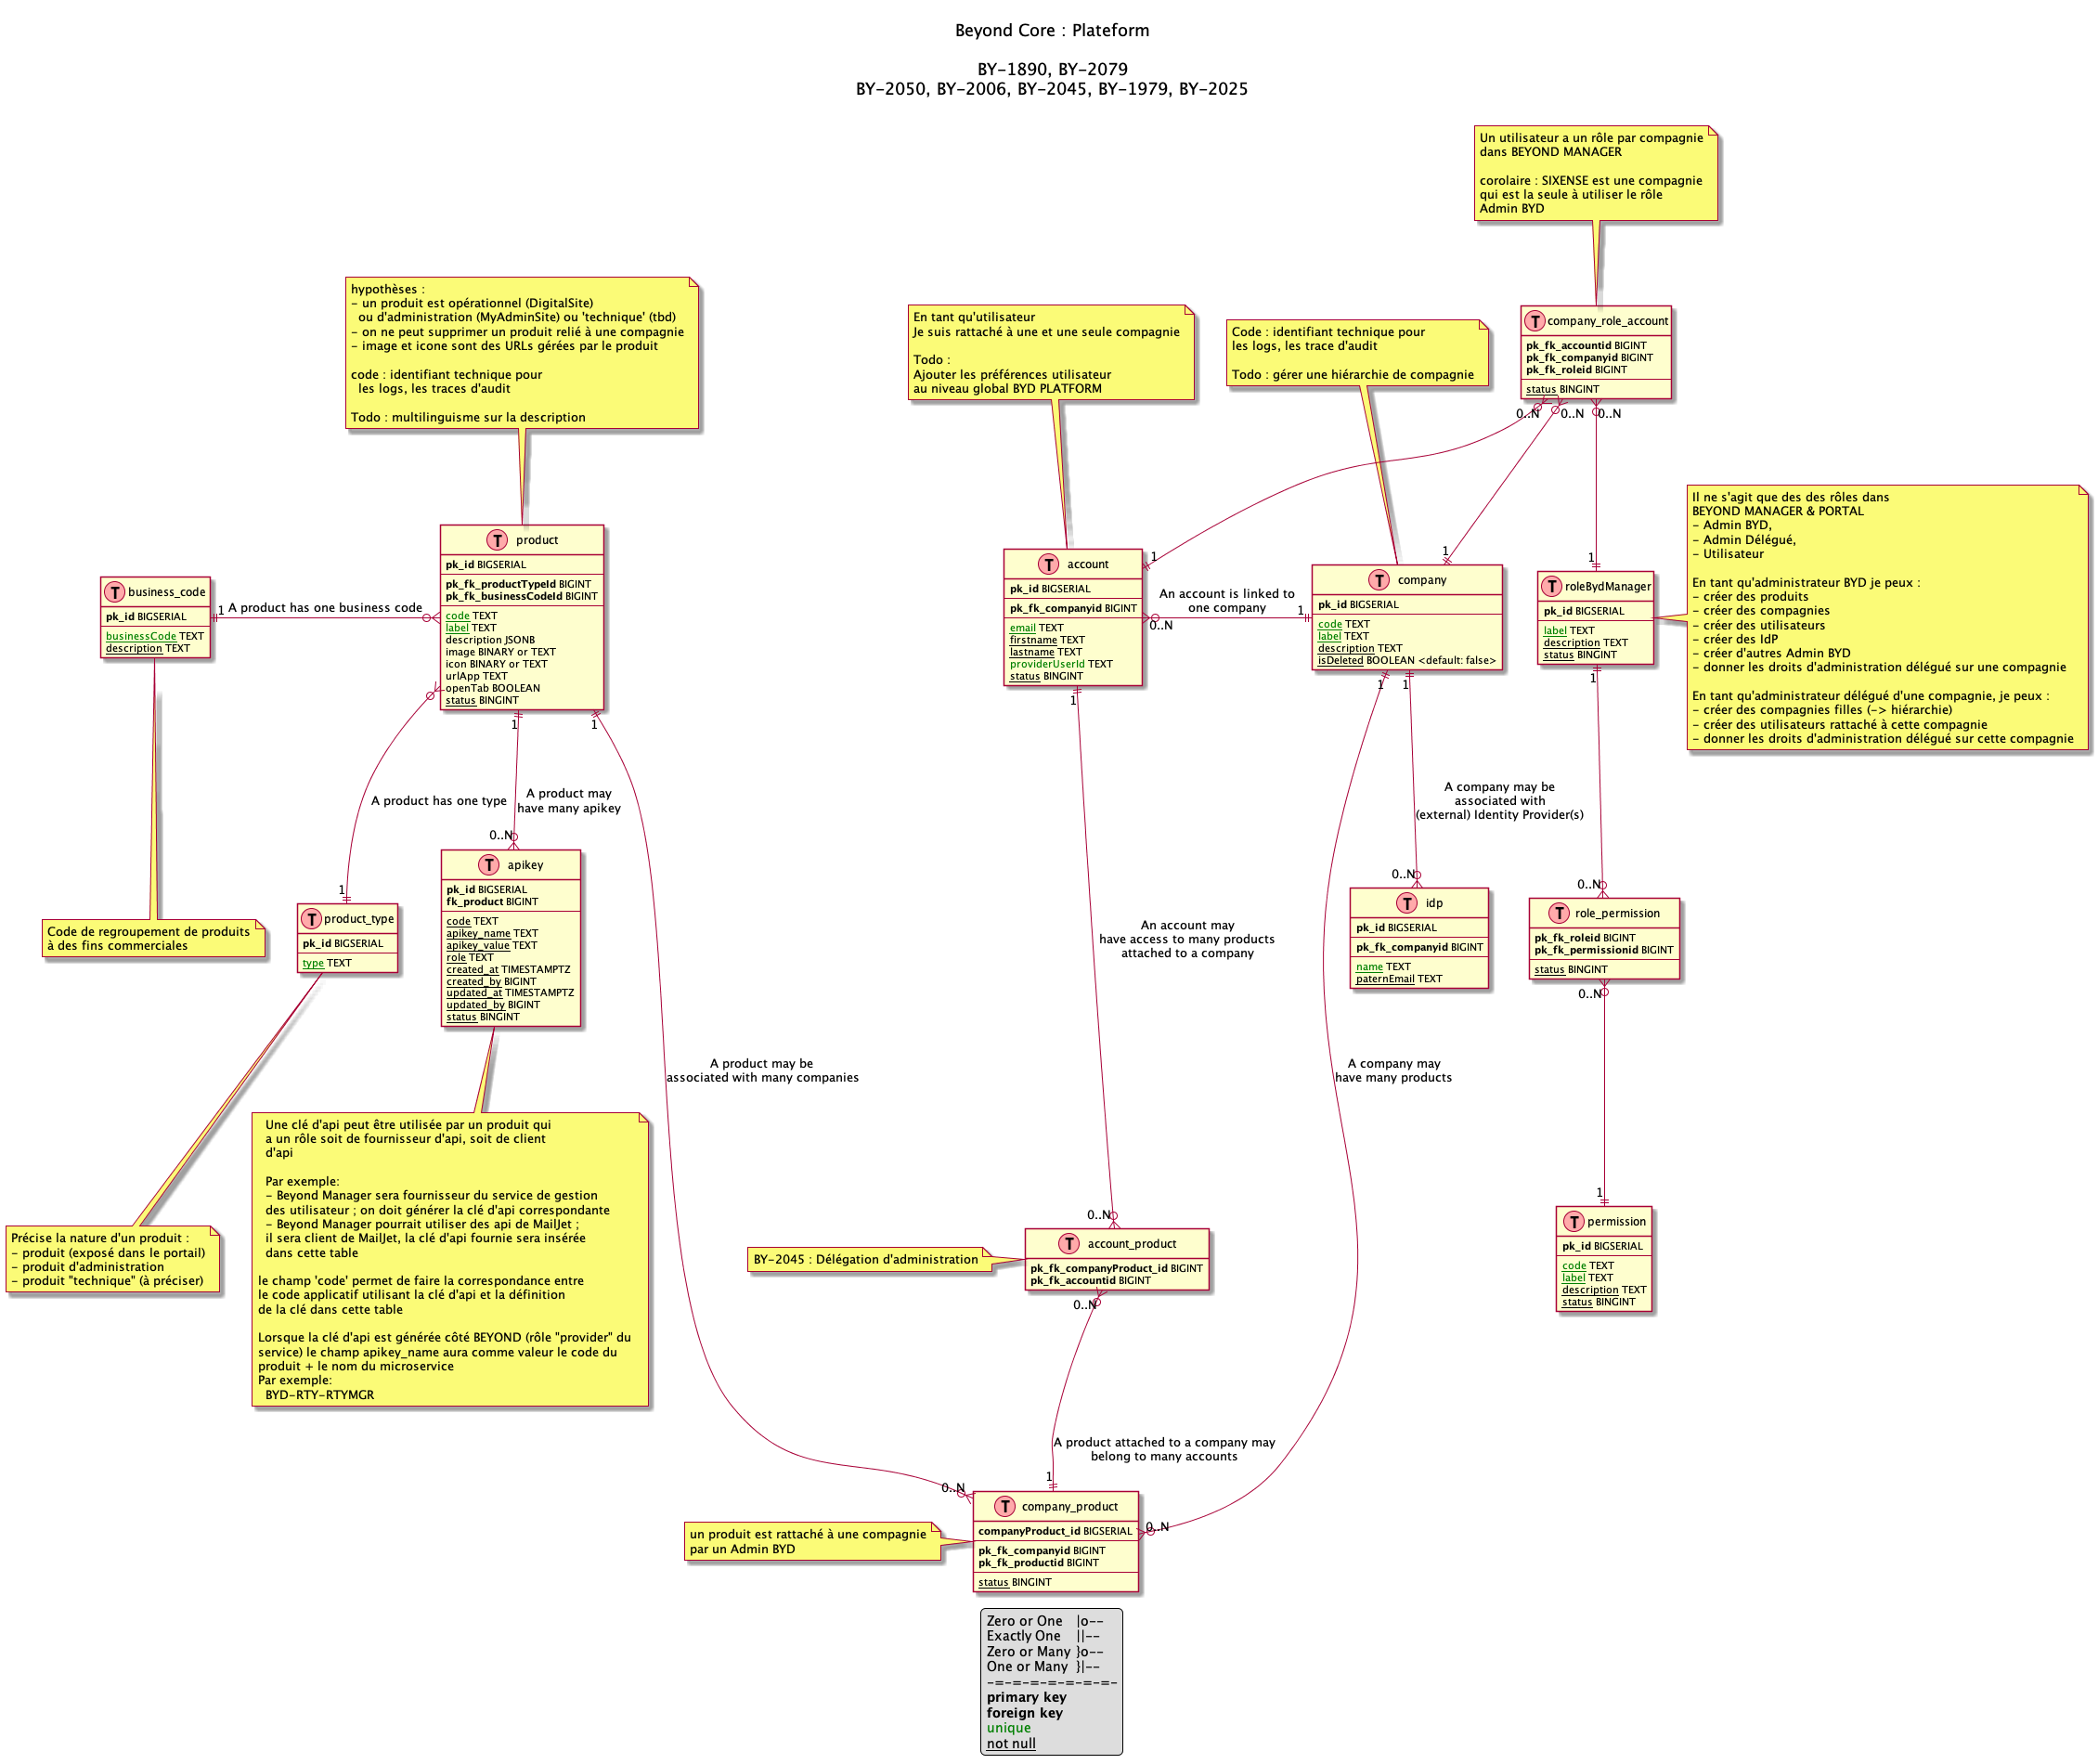 Beyond Core : Plateform
BY-1890, BY-2079
BY-2050, BY-2006, BY-2045, BY-1979, BY-2025
Un utilisateur a un rôle par compagnie
dans BEYOND MANAGER
corolaire : SIXENSE est une compagnie
qui est la seule à utiliser le rôle
Admin BYD
hypothèses :
- un produit est opérationnel (DigitalSite)
ou d'administration (MyAdminSite) ou 'technique' (tbd)
- on ne peut supprimer un produit relié à une compagnie
- image et icone sont des URLs gérées par le produit
code : identifiant technique pour
les logs, les traces d'audit
Todo : multilinguisme sur la description
En tant qu'utilisateur
Je suis rattaché à une et une seule compagnie
Todo :
Ajouter les préférences utilisateur
au niveau global BYD PLATFORM
Code : identifiant technique pour
les logs, les trace d'audit
Todo : gérer une hiérarchie de compagnie
T company_role_account
pk_fk_accountid BIGINT
pk_fk_companyid BIGINT
pk_fk_roleid BIGINT
status BINGINT
0..N
0..N
0..N
Il ne s'agit que des des rôles dans
BEYOND MANAGER & PORTAL
- Admin BYD,
- Admin Délégué,
- Utilisateur
En tant qu'administrateur BYD je peux :
- créer des produits
- créer des compagnies
- créer des utilisateurs
- créer des IdP
- créer d'autres Admin BYD
- donner les droits d'administration délégué sur une compagnie
En tant qu'administrateur délégué d'une compagnie, je peux :
- créer des compagnies filles (-> hiérarchie)
- créer des utilisateurs rattaché à cette compagnie
- donner les droits d'administration délégué sur cette compagnie
T business_code
pk_id BIGSERIAL
businessCode TEXT
description TEXT
1
A product has one business code
T product
pk_id BIGSERIAL
pk_fk_productTypeId BIGINT
pk_fk_businessCodeId BIGINT
code TEXT
label TEXT
description JSONB
image BINARY or TEXT
icon BINARY or TEXT
urlApp TEXT
openTab BOOLEAN
status BINGINT
1
1
T account
pk_id BIGSERIAL
pk_fk_companyid BIGINT
email TEXT
firstname TEXT
lastname TEXT
providerUserId TEXT
status BINGINT
1
1
0..N
An account is linked to
one company
1
1
T company
pk_id BIGSERIAL
code TEXT
label TEXT
description TEXT
isDeleted BOOLEAN <default: false>
1
1
1
T roleBydManager
pk_id BIGSERIAL
label TEXT
description TEXT
status BINGINT
1
A product has one type
A product may
have many apikey
0..N
1
A company may be
associated with
(external) Identity Provider(s)
0..N
0..N
Code de regroupement de produits
à des fins commerciales
T product_type
pk_id BIGSERIAL
type TEXT
T apikey
pk_id BIGSERIAL
fk_product BIGINT
code TEXT
apikey_name TEXT
apikey_value TEXT
role TEXT
created_at TIMESTAMPTZ
created_by BIGINT
updated_at TIMESTAMPTZ
updated_by BIGINT
status BINGINT
An account may
have access to many products
attached to a company
T idp
pk_id BIGSERIAL
pk_fk_companyid BIGINT
name TEXT
paternEmail TEXT
T role_permission
pk_fk_roleid BIGINT
pk_fk_permissionid BIGINT
status BINGINT
0..N
A product may be
associated with many companies
A company may
have many products
Une clé d'api peut être utilisée par un produit qui
a un rôle soit de fournisseur d'api, soit de client
d'api
Par exemple:
- Beyond Manager sera fournisseur du service de gestion
des utilisateur ; on doit générer la clé d'api correspondante
- Beyond Manager pourrait utiliser des api de MailJet ;
il sera client de MailJet, la clé d'api fournie sera insérée
dans cette table
le champ 'code' permet de faire la correspondance entre
le code applicatif utilisant la clé d'api et la définition
de la clé dans cette table
Lorsque la clé d'api est générée côté BEYOND (rôle "provider" du
service) le champ apikey_name aura comme valeur le code du
produit + le nom du microservice
Par exemple:
BYD-RTY-RTYMGR
Précise la nature d'un produit :
- produit (exposé dans le portail)
- produit d'administration
- produit "technique" (à préciser)
0..N
BY-2045 : Délégation d'administration
T account_product
pk_fk_companyProduct_id BIGINT
pk_fk_accountid BIGINT
0..N
1
T permission
pk_id BIGSERIAL
code TEXT
label TEXT
description TEXT
status BINGINT
A product attached to a company may
belong to many accounts
1
0..N
0..N
un produit est rattaché à une compagnie
par un Admin BYD
T company_product
companyProduct_id BIGSERIAL
pk_fk_companyid BIGINT
pk_fk_productid BIGINT
status BINGINT
Zero or One |o--
Exactly One ||--
Zero or Many }o--
One or Many }|--
-=-=-=-=-=-=-=-
primary key
foreign key
unique
not null